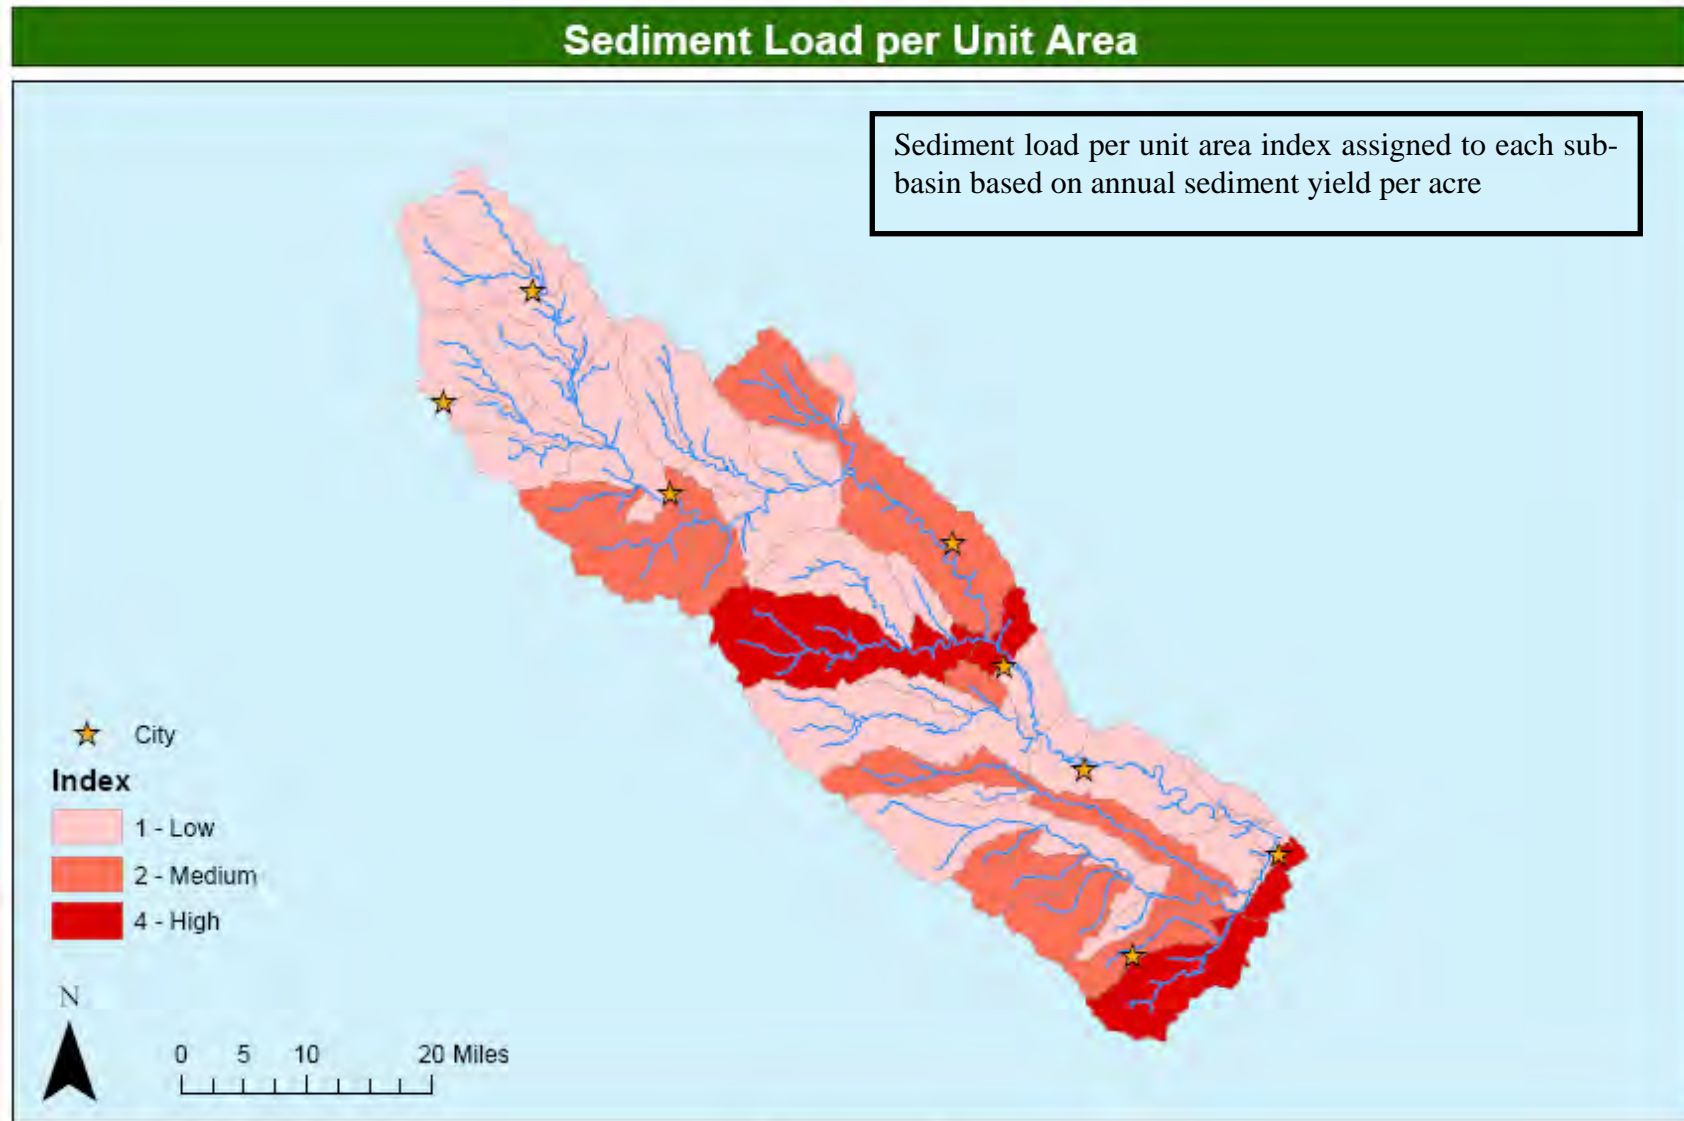 Sediment Load per Unit Area
Sediment load per unit area index assigned to each sub-
basin based on annual sediment yield per acre
City
Index
1 - Low
2 - Medium
4 - High
N
0 5 10 20 Miles